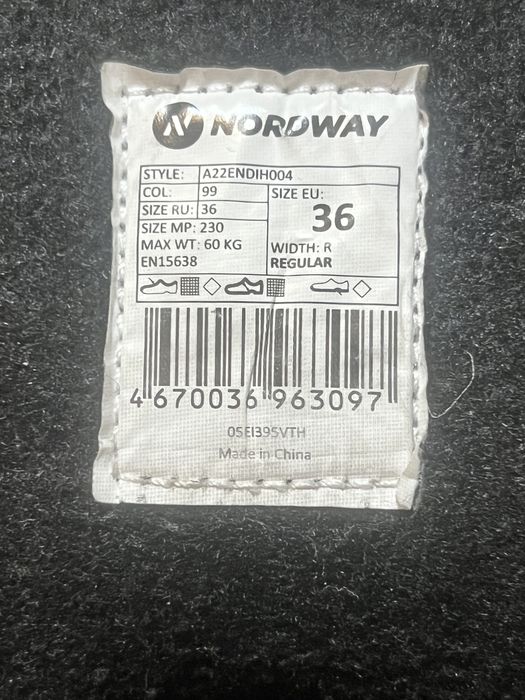 NORDWAY
STYLE: A22ENDIH004
COL: 99
SIZE RU: 36
SIZE MP: 230
MAX WT: 60 KG
EN15638
SIZE EU:
36
WIDTH: R
REGULAR
4 670036 963097
05EI395VTH
Made in China